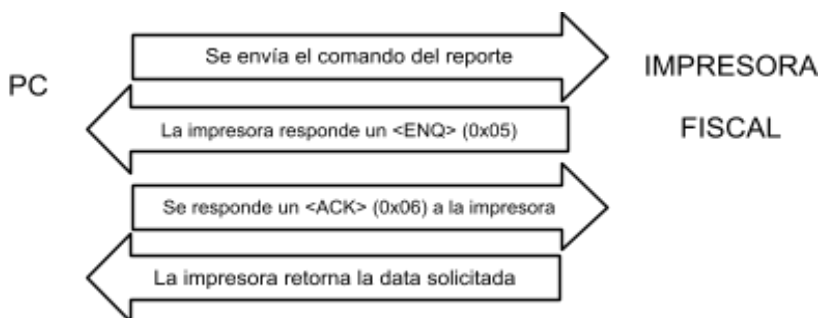 Se envía el comando del reporte
PC
IMPRESORA
FISCAL
La impresora responde un <ENQ> (0x05)
Se responde un <ACK> (0x06) a la impresora
La impresora retorna la data solicitada